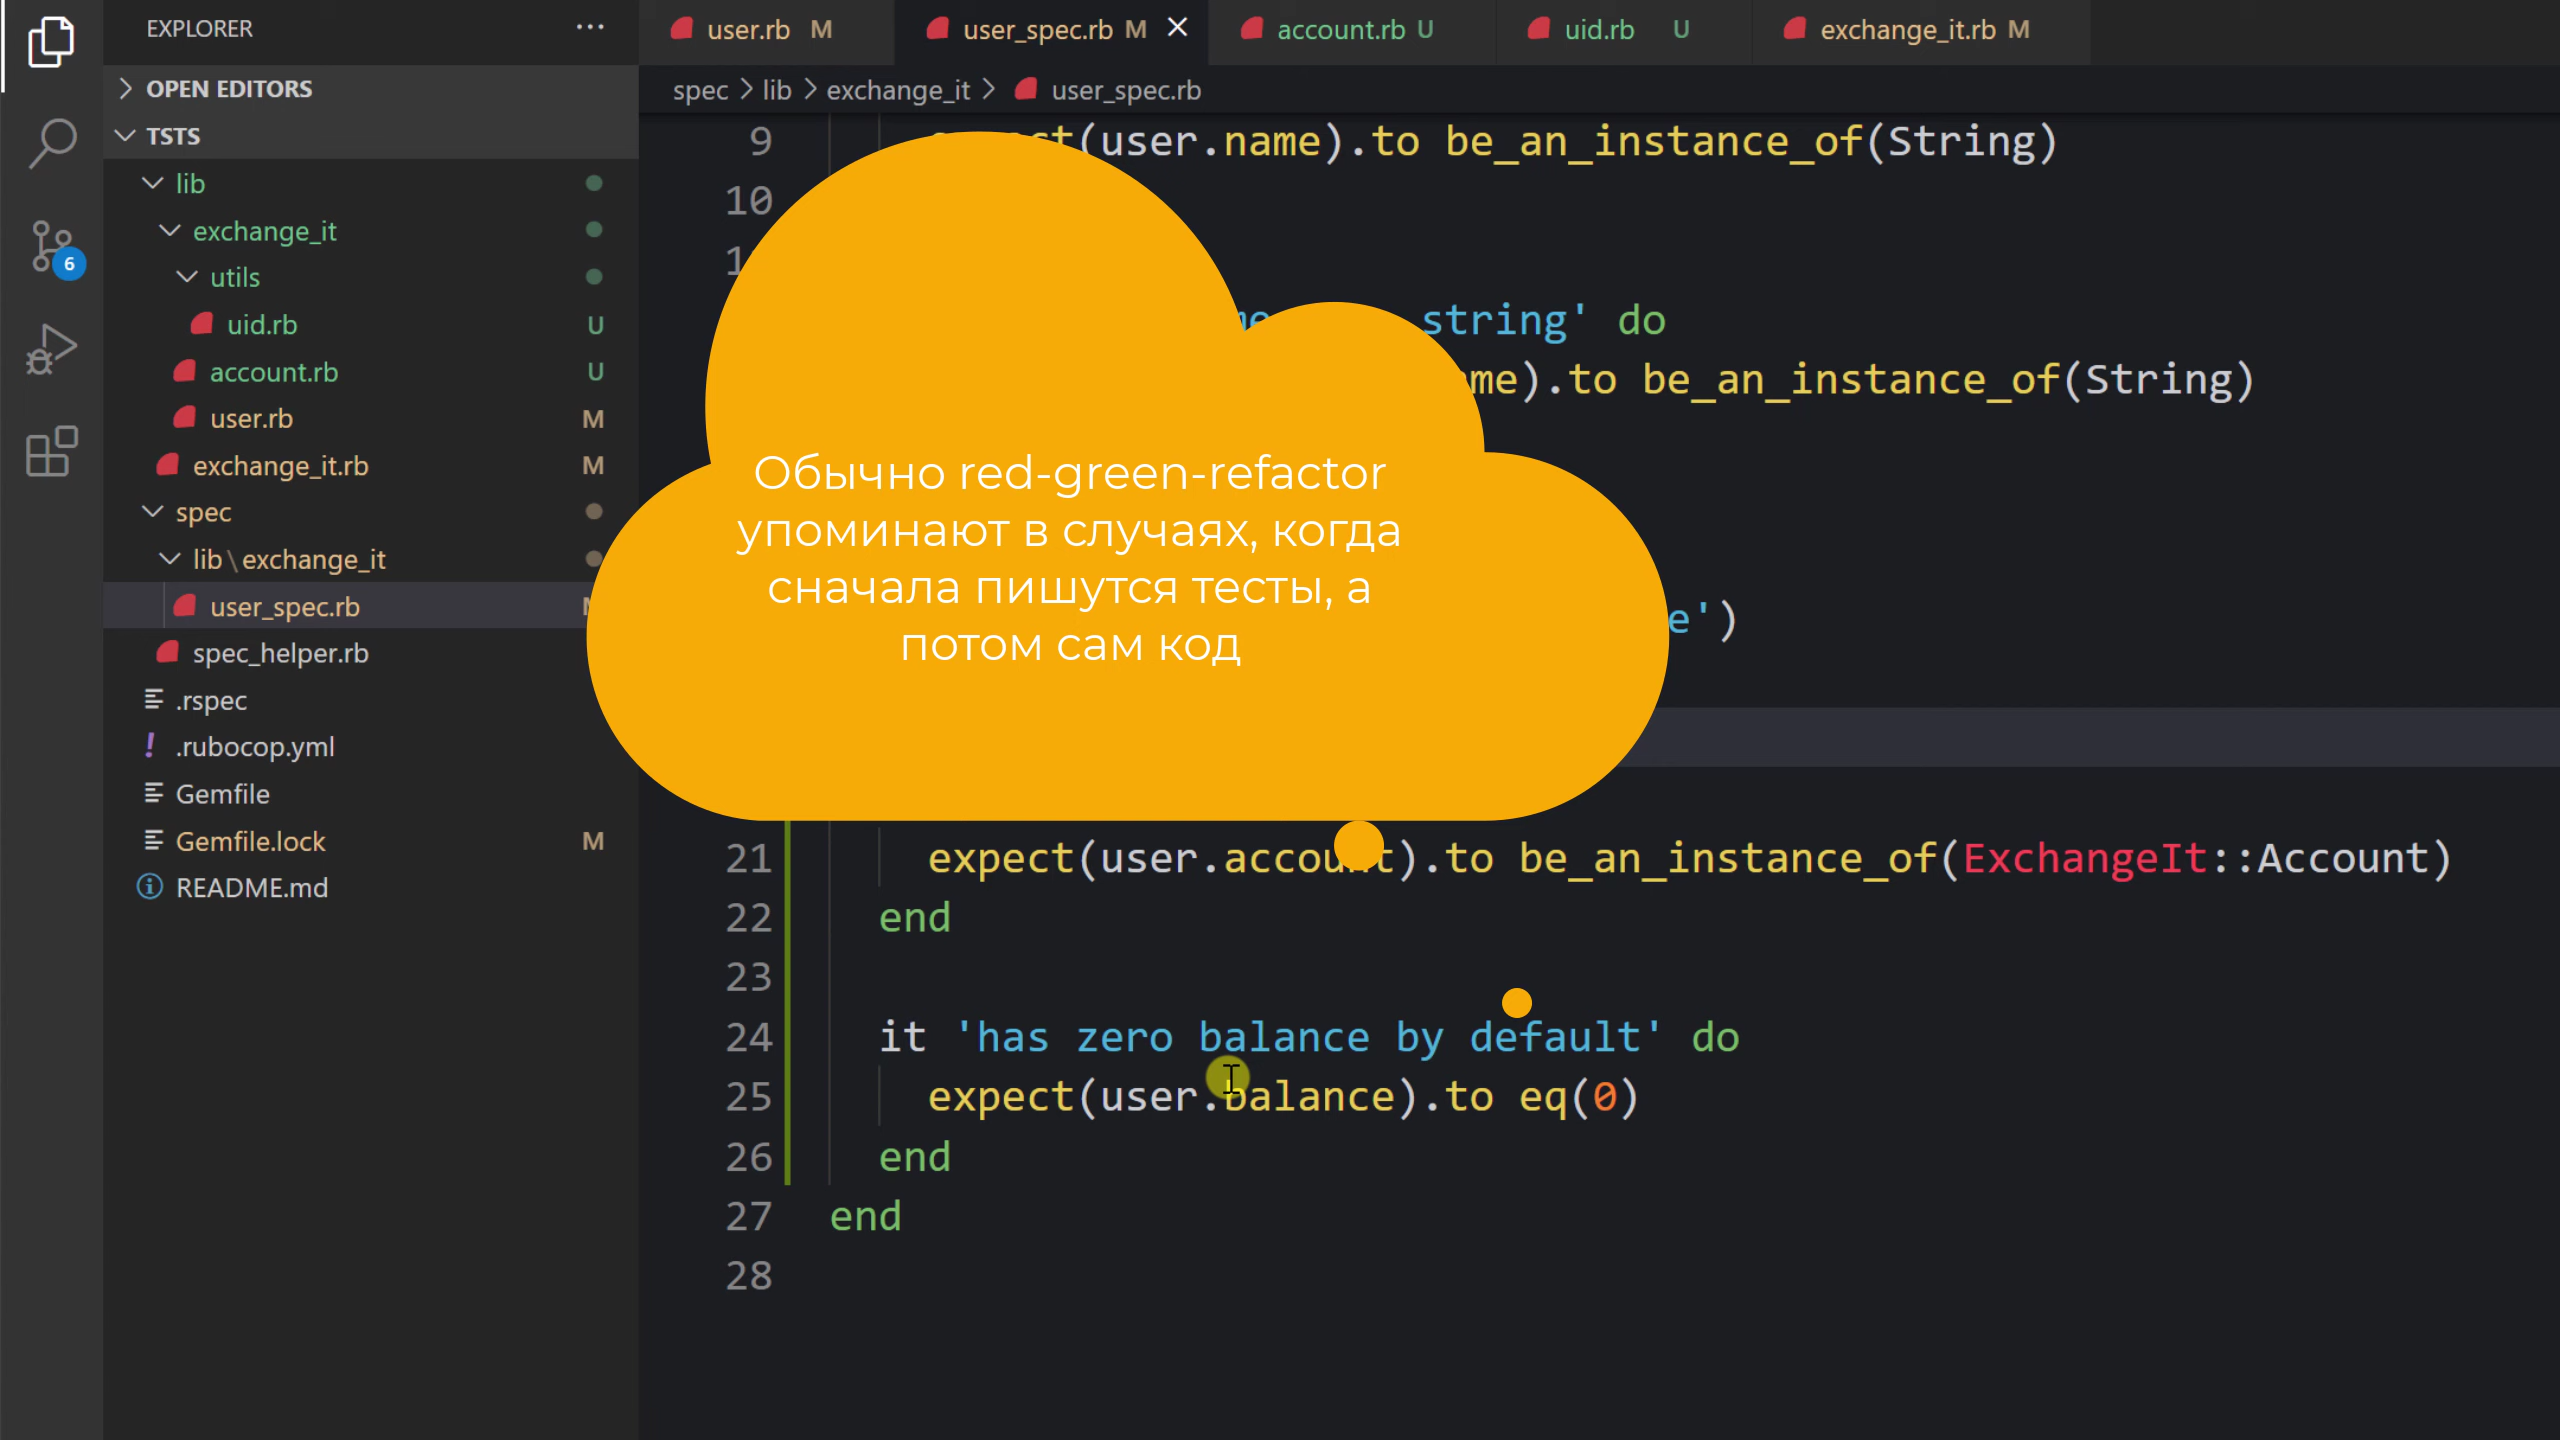 EXPLORER
OPEN EDITORS
TSTS
lib
exchange_it
utils
uid.rb U
account.rb U
user.rb M
exchange_it.rb M
spec
lib\exchange_it
user_spec.rb
spec_helper.rb
.rspec
.rubocop.yml
Gemfile
Gemfile.lock M
README.md
6
user.rb M
user_spec.rb M
account.rb U
uid.rb U
exchange_it.rb M
spec > lib > exchange_it > user_spec.rb
9 (user.name).to be_an_instance_of(String)
10
string' do
).to be_an_instance_of(String)
')
Обычно red-green-refactor
упоминают в случаях, когда
сначала пишутся тесты, а
потом сам код
21 expect(user.account).to be_an_instance_of(ExchangeIt::Account)
22 end
23
24 it 'has zero balance by default' do
25 expect(user.balance).to eq(0)
26 end
27 end
28